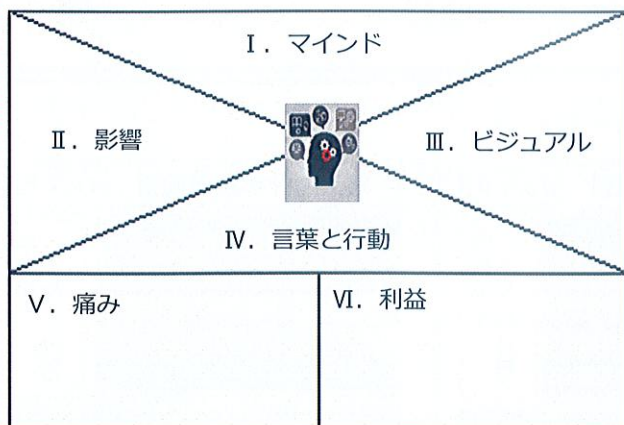 Ⅰ．マインド
Ⅱ．影響
Ⅲ．ビジュアル
Ⅳ．言葉と行動
Ⅴ．痛み
Ⅵ．利益